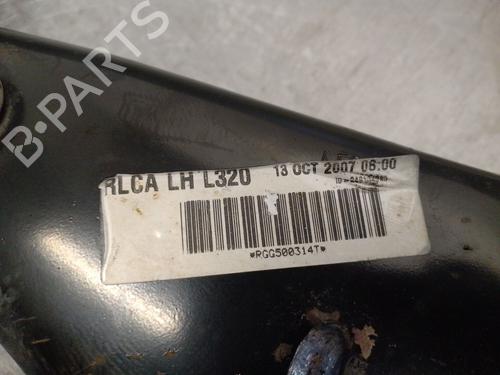 B-PARTS
RLCA LH L320 13 OCT 2007 06:00
*RGG500314T*